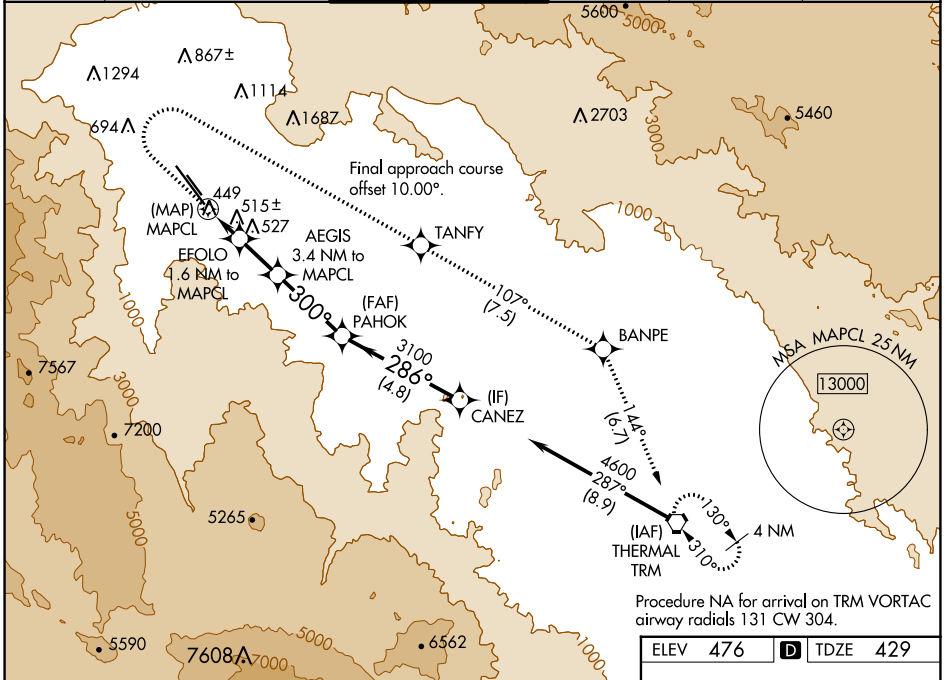 5600
5000
100
867±
1294
1114
1687
694
2703
5460
3000
Final approach course
offset 10.00°.
1000
449
(MAP)
MAPCL
515±
527
TANFY
EFOLO
1.6 NM to
MAPCL
AEGIS
3.4 NM to
MAPCL
300°
107°
(7.5)
(FAF)
PAHOK
BANPE
1000
3100
286°
(4.8)
MSA MAPCL 25 NM
13000
7567
3000
(IF)
CANEZ
144°
(6.7)
7200
4600
287°
(8.9)
5000
5265
130°
4 NM
(IAF)
THERMAL
TRM
310°
Procedure NA for arrival on TRM VORTAC
airway radials 131 CW 304.
5590
7608
7000
5000
6562
1000
ELEV 476 D TDZE 429